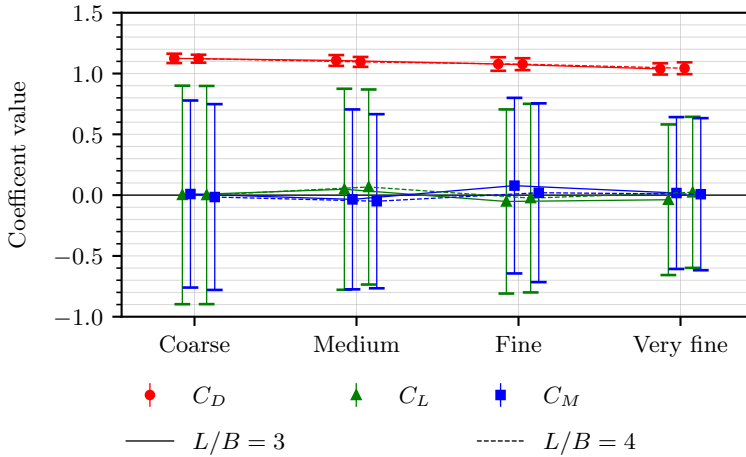 1.5
1.0
0.5
0.0
−0.5
−1.0
Coefficent value
Coarse Medium Fine Very fine
C_D C_L C_M
L/B = 3 L/B = 4